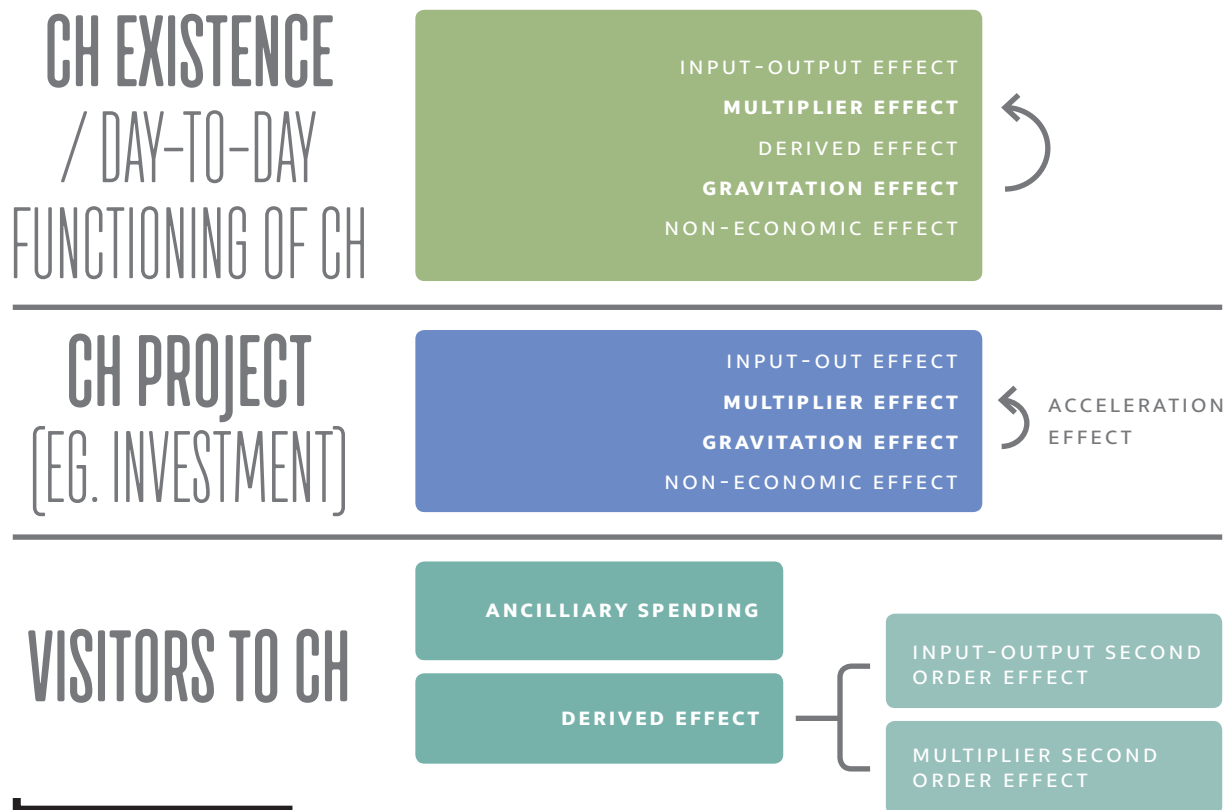 CH EXISTENCE
/ DAY-TO-DAY
FUNCTIONING OF CH
INPUT-OUTPUT EFFECT
MULTIPLIER EFFECT
DERIVED EFFECT
GRAVITATION EFFECT
NON-ECONOMIC EFFECT
CH PROJECT
(EG. INVESTMENT)
INPUT-OUT EFFECT
MULTIPLIER EFFECT
GRAVITATION EFFECT
NON-ECONOMIC EFFECT
ACCELERATION
EFFECT
VISITORS TO CH
ANCILLIARY SPENDING
DERIVED EFFECT
INPUT-OUTPUT SECOND
ORDER EFFECT
MULTIPLIER SECOND
ORDER EFFECT